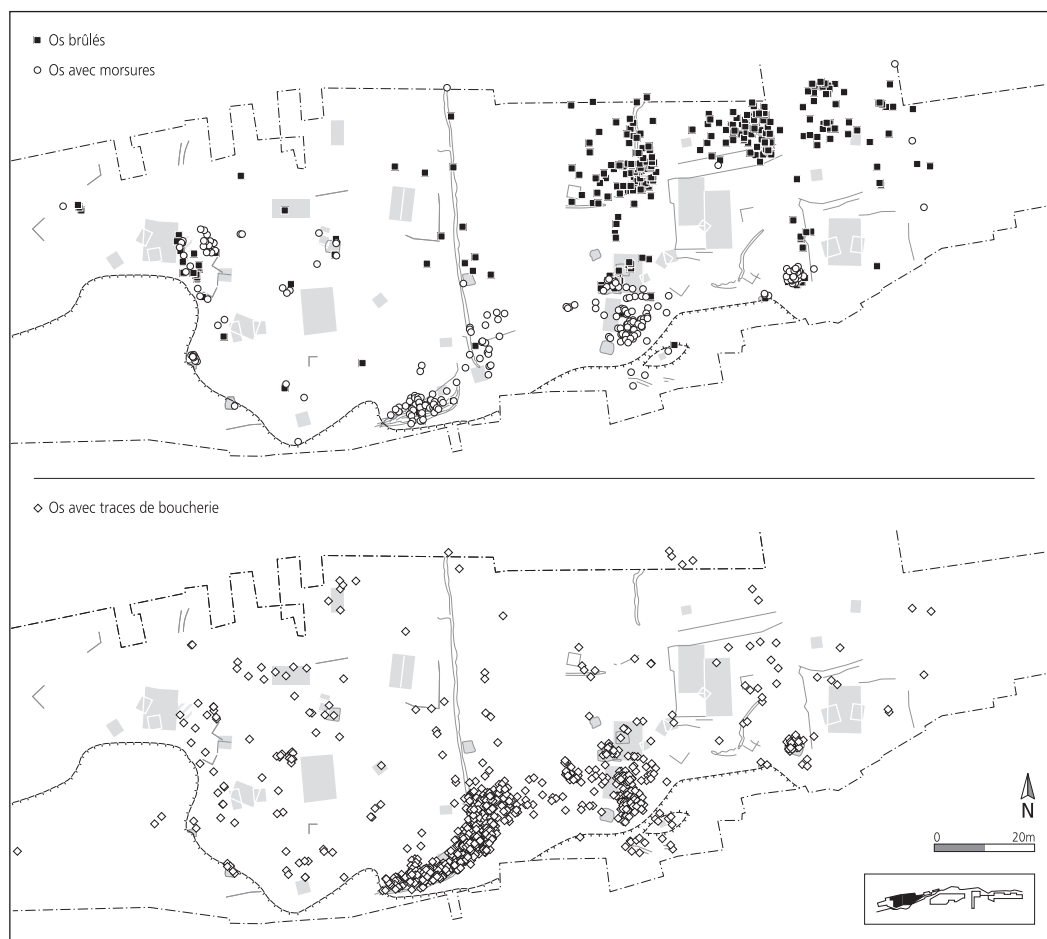 Os brûlés
Os avec morsures
Os avec traces de boucherie
N
0 20m